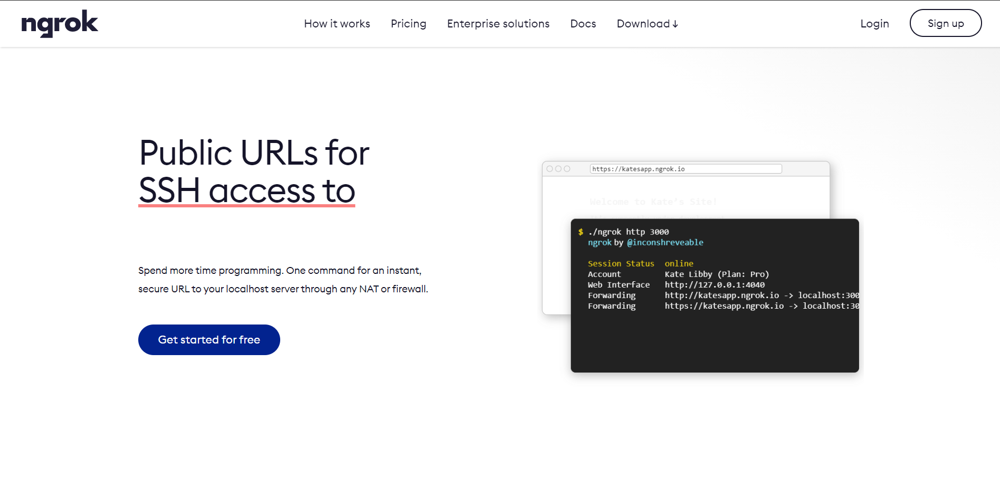 ngrok
How it works
Pricing
Enterprise solutions
Docs
Download↓
Login
Sign up
Public URLs for
SSH access to
Spend more time programming. One command for an instant,
secure URL to your localhost server through any NAT or firewall.
Get started for free
https://katesapp.ngrok.io
Welcome to Kate's Site!
$ ./ngrok http 3000
ngrok by @inconshreveable
Session Status online
Account Kate Libby (Plan: Pro)
Web Interface http://127.0.0.1:4040
Forwarding http://katesapp.ngrok.io -> localhost:300
Forwarding https://katesapp.ngrok.io -> localhost:30